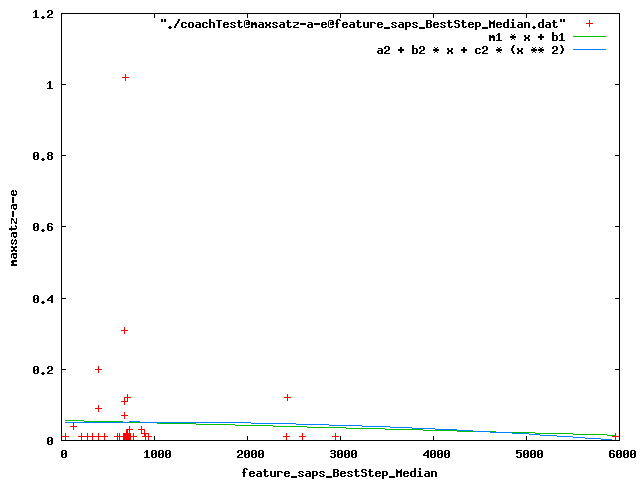 1.2
1
0.8
0.6
0.4
0.2
0
maxsatz-a-e
"./coachTest@maxsatz-a-e@feature_saps_BestStep_Median.dat"
m1 * x + b1
a2 + b2 * x + c2 * (x ** 2)
0 1000 2000 3000 4000 5000 6000
feature_saps_BestStep_Median